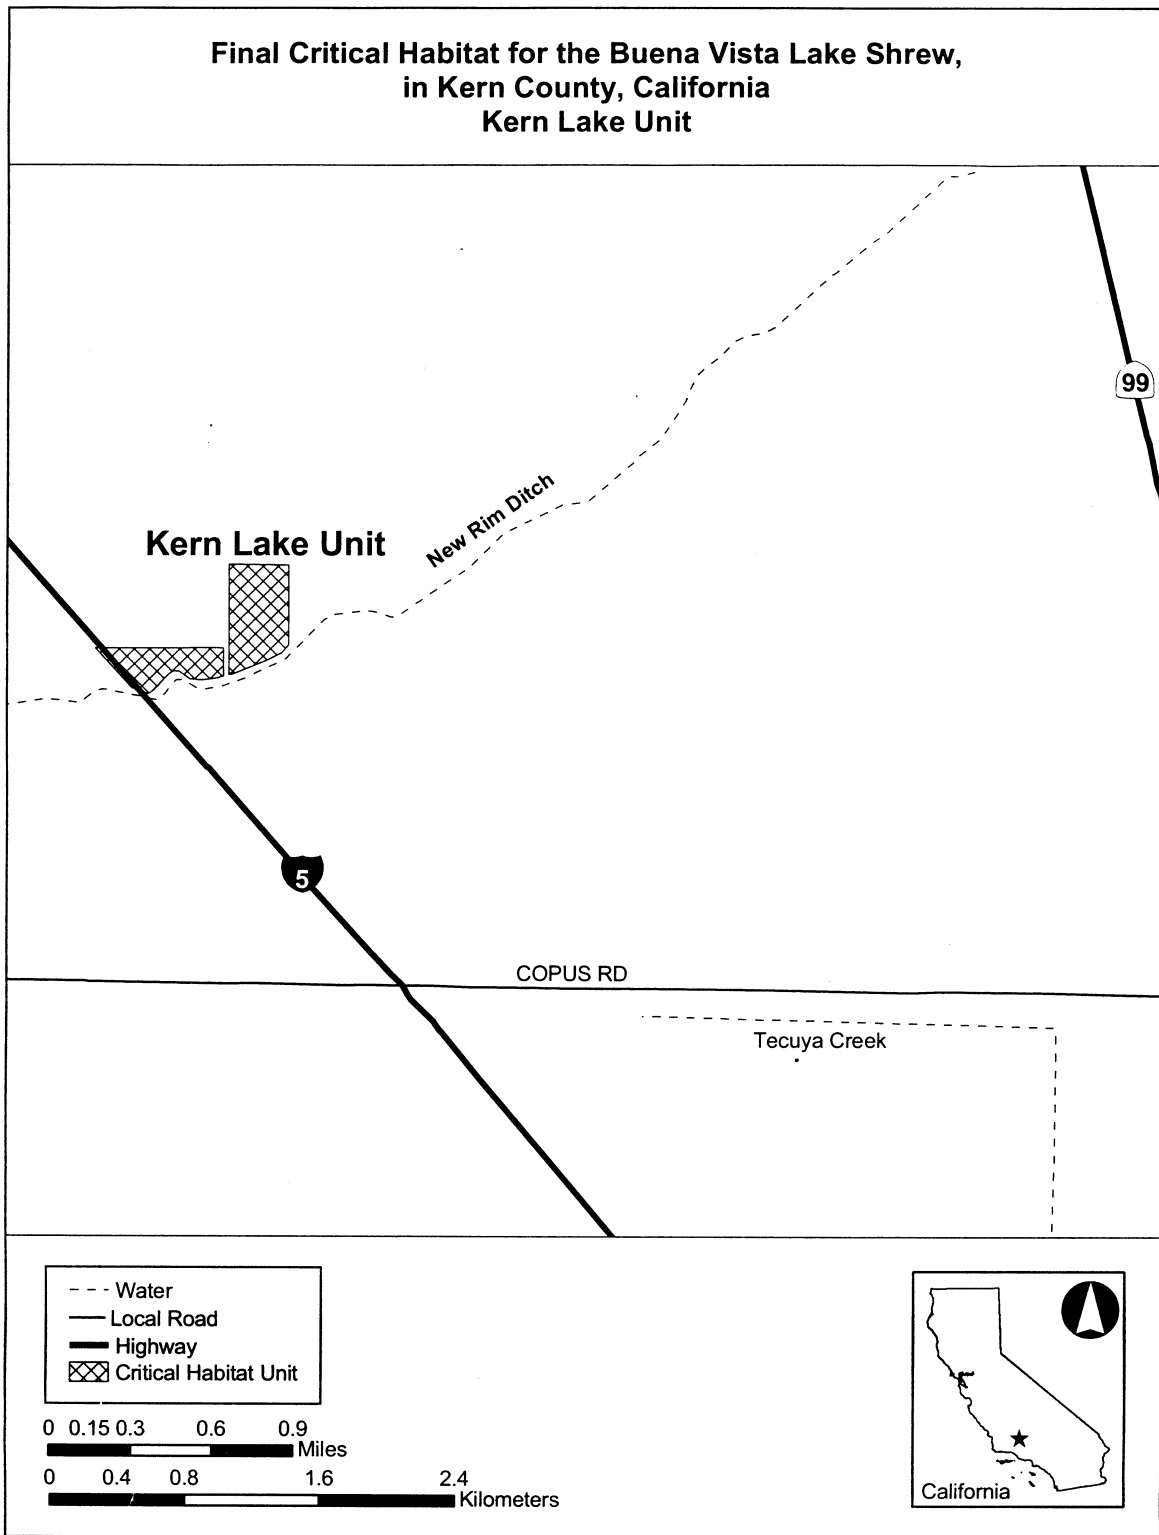 Final Critical Habitat for the Buena Vista Lake Shrew,
in Kern County, California
Kern Lake Unit
99
New Rim Ditch
Kern Lake Unit
5
COPUS RD
Tecuya Creek
Water
Local Road
Highway
Critical Habitat Unit
0 0.15 0.3 0.6 0.9
Miles
0 0.4 0.8 1.6 2.4
Kilometers
California